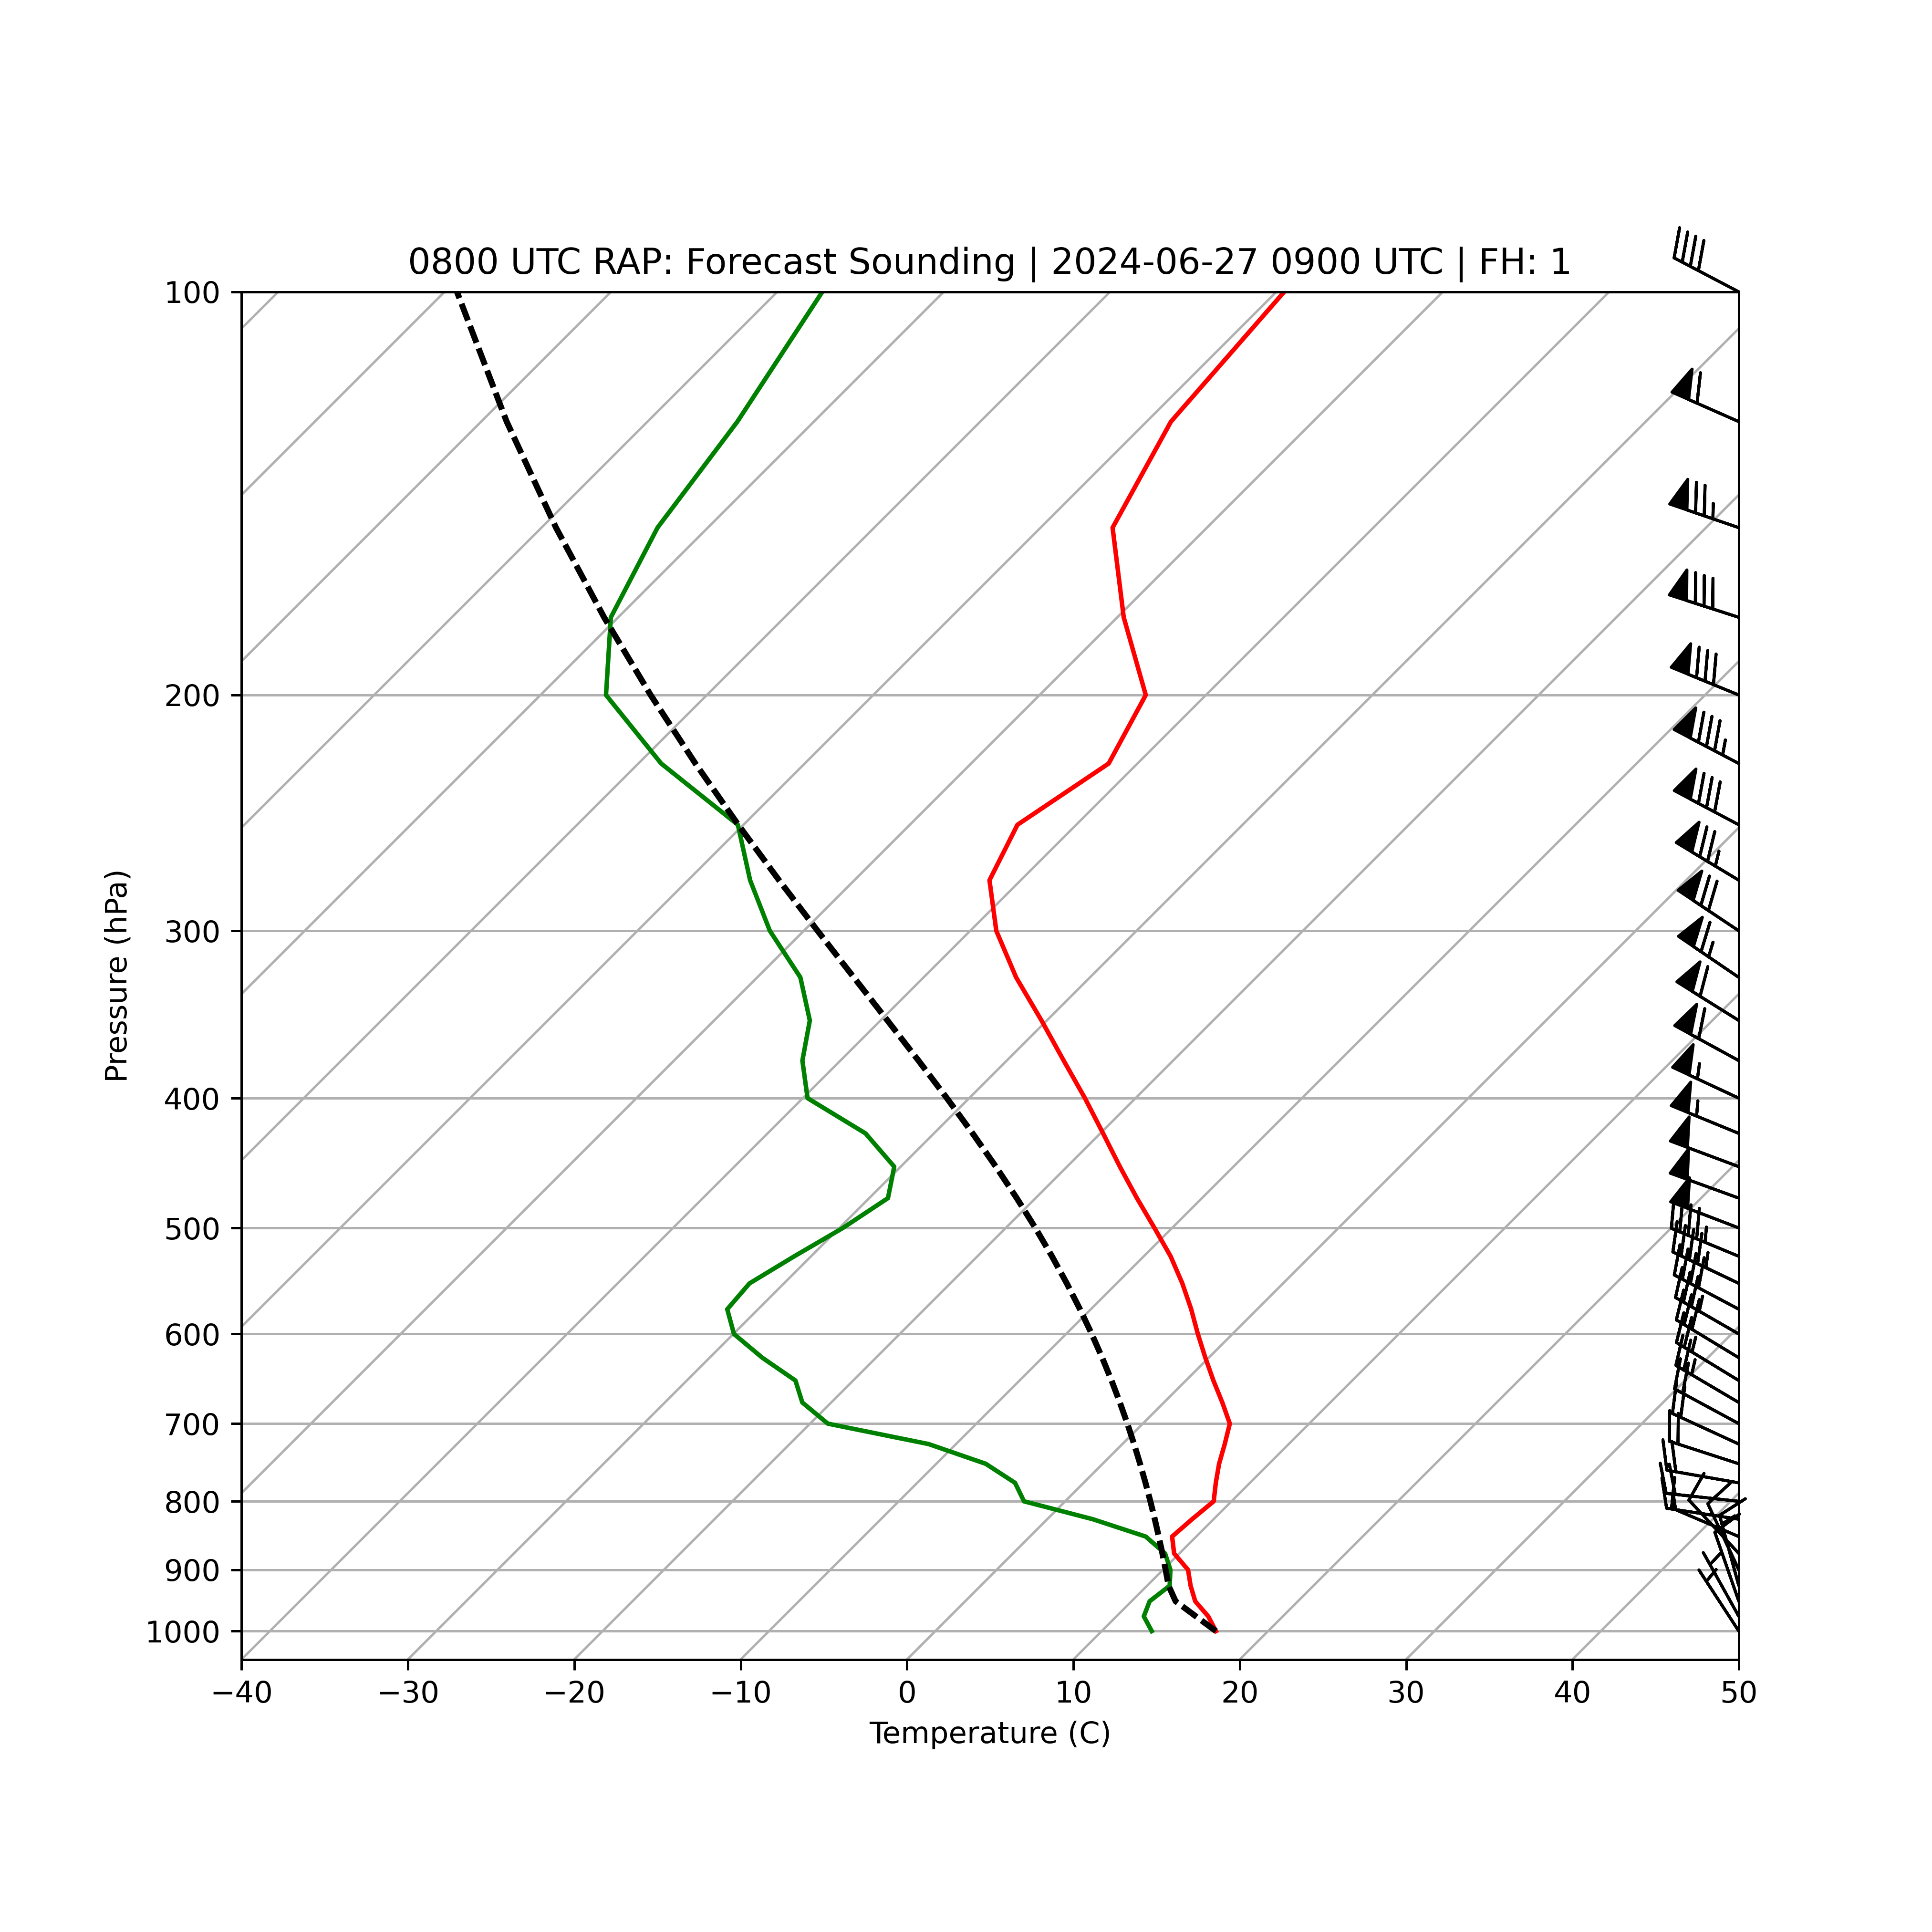 0800 UTC RAP: Forecast Sounding | 2024-06-27 0900 UTC | FH: 1
100
200
300
400
500
600
700
800
900
1000
Pressure (hPa)
−40 −30 −20 −10 0 10 20 30 40 50
Temperature (C)